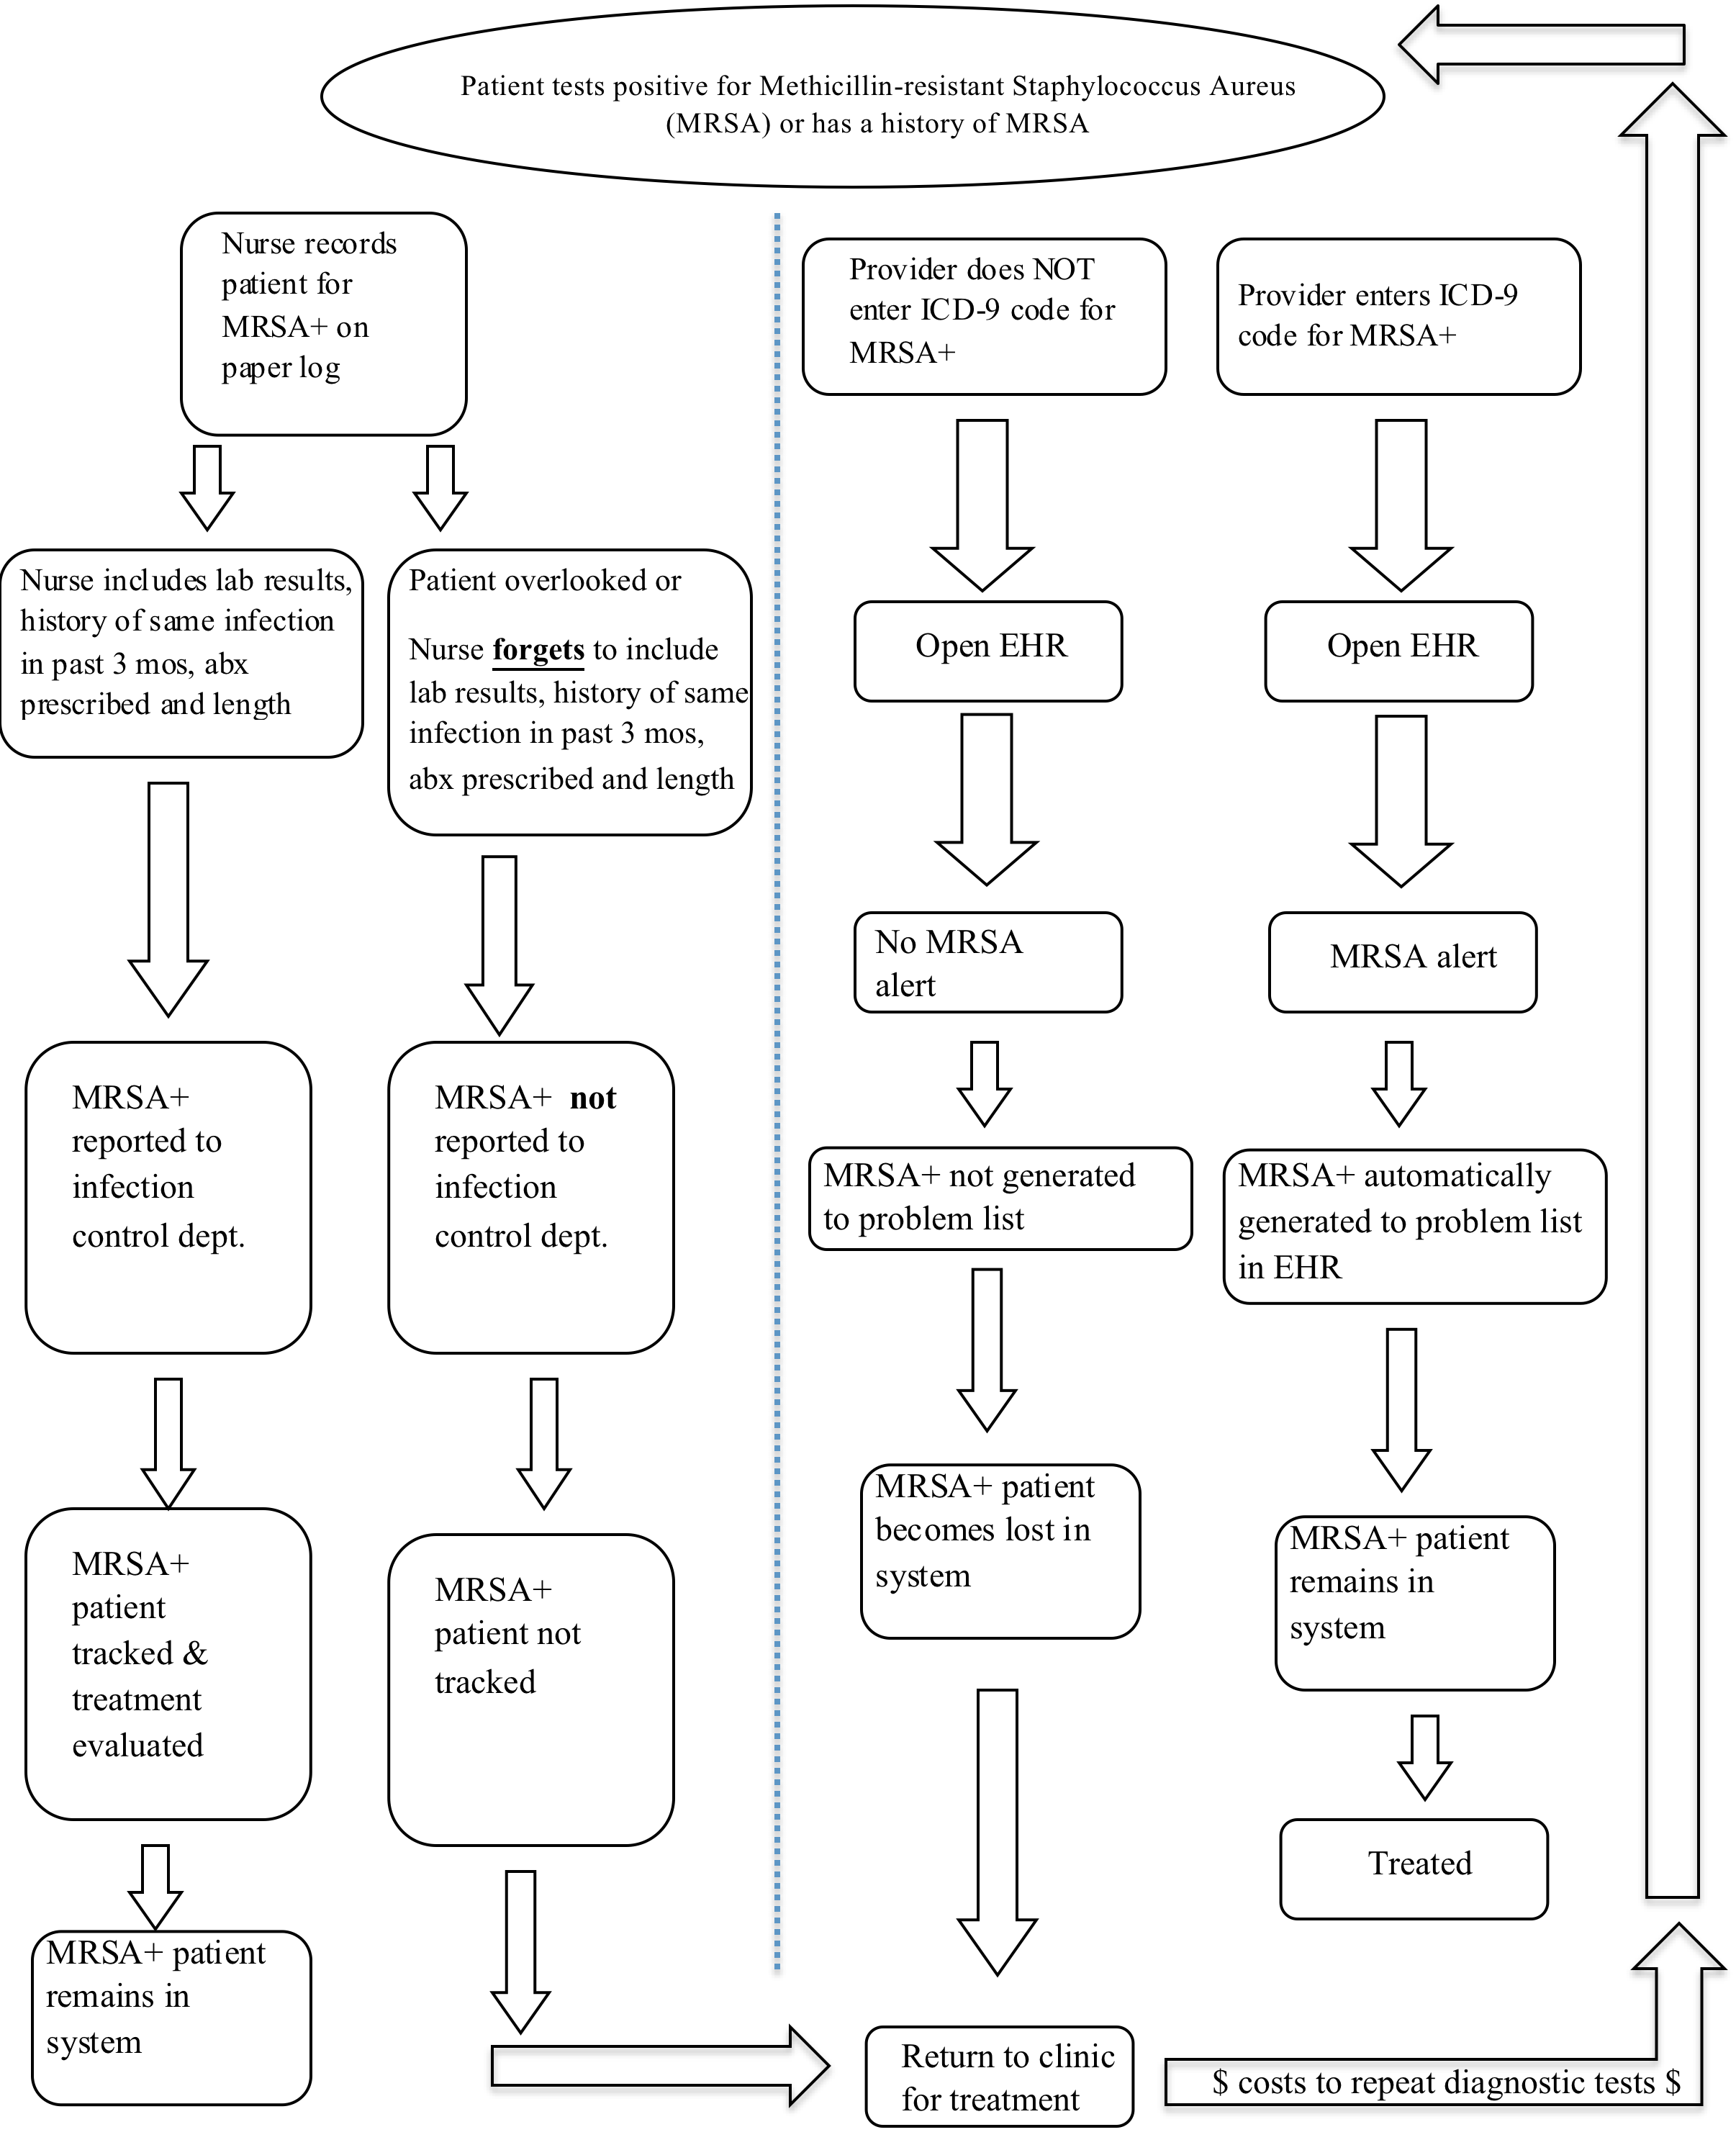 Patient tests positive for Methicillin-resistant Staphylococcus Aureus
(MRSA) or has a history of MRSA
Nurse records
patient for
MRSA+ on
paper log
Provider does NOT
enter ICD-9 code for
MRSA+
Provider enters ICD-9
code for MRSA+
Nurse includes lab results,
history of same infection
in past 3 mos, abx
prescribed and length
Patient overlooked or
Nurse forgets to include
lab results, history of same
infection in past 3 mos,
abx prescribed and length
Open EHR
Open EHR
No MRSA
alert
MRSA alert
MRSA+
reported to
infection
control dept.
MRSA+ not
reported to
infection
control dept.
MRSA+ not generated
to problem list
MRSA+ automatically
generated to problem list
in EHR
MRSA+
patient
tracked &
treatment
evaluated
MRSA+
patient not
tracked
MRSA+ patient
becomes lost in
system
MRSA+ patient
remains in
system
Treated
MRSA+ patient
remains in
system
Return to clinic
for treatment
$ costs to repeat diagnostic tests $